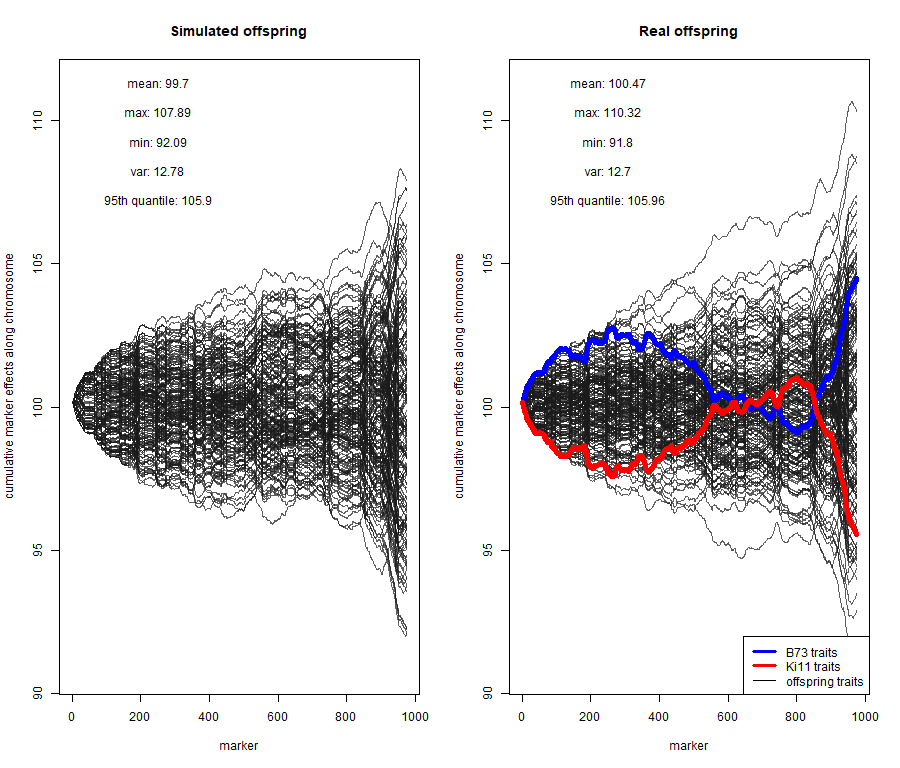 Simulated offspring
mean: 99.7
max: 107.89
min: 92.09
var: 12.78
95th quantile: 105.9
cumulative marker effects along chromosome
110
105
100
95
90
0 200 400 600 800 1000
marker
Real offspring
mean: 100.47
max: 110.32
min: 91.8
var: 12.7
95th quantile: 105.96
cumulative marker effects along chromosome
110
105
100
95
90
B73 traits
Ki11 traits
offspring traits
0 200 400 600 800 1000
marker